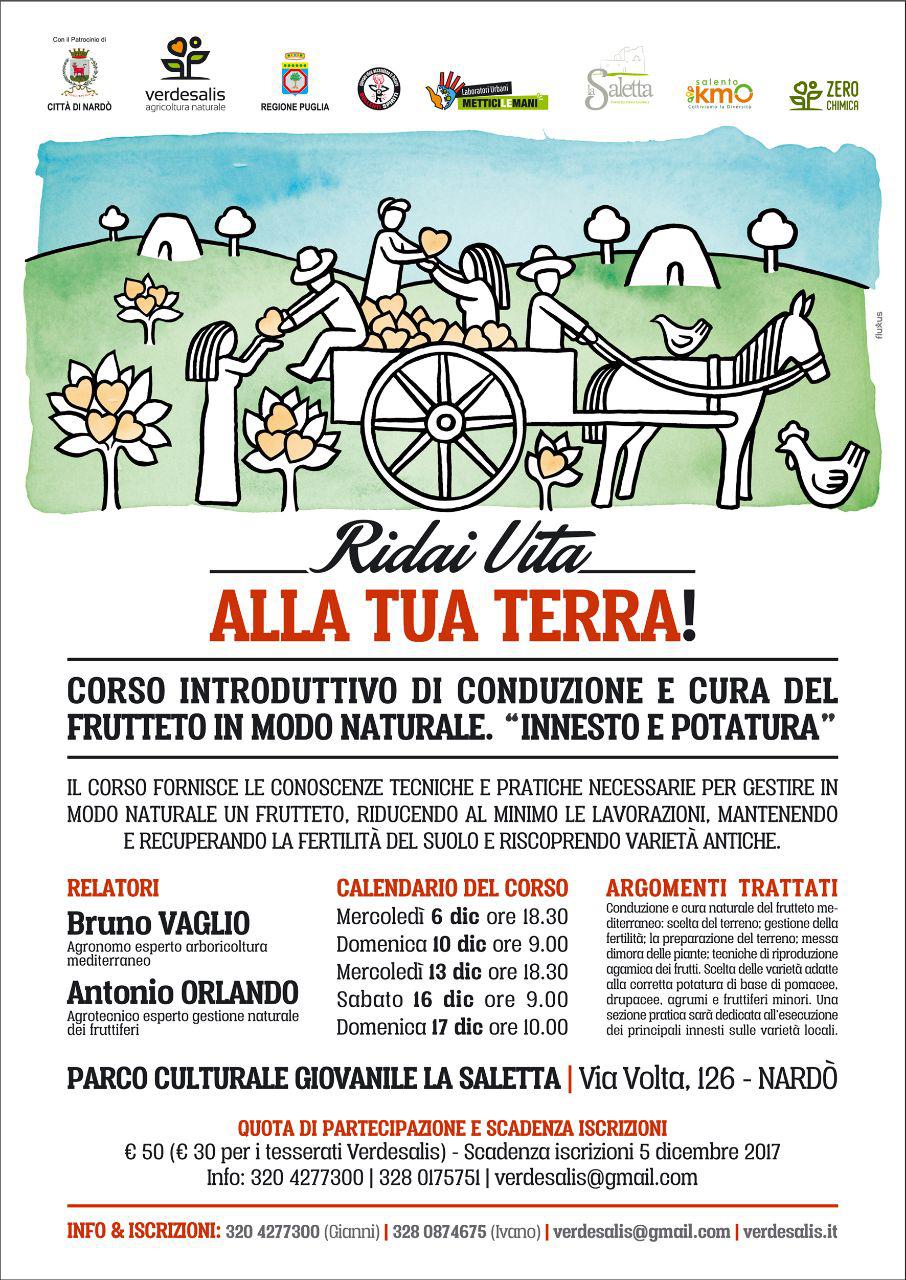 Con il Patrocinio di
CITTÀ DI NARDÒ
verdesalis
agricoltura naturale
REGIONE PUGLIA
Laboratori Urbani
METTICILEMANI
la Saletta
salento
km0
Coltiviamo la Diversità
ZERO
CHIMICA
fluxus
Ridai Vita
ALLA TUA TERRA!
CORSO INTRODUTTIVO DI CONDUZIONE E CURA DEL
FRUTTETO IN MODO NATURALE. “INNESTO E POTATURA”
IL CORSO FORNISCE LE CONOSCENZE TECNICHE E PRATICHE NECESSARIE PER GESTIRE IN
MODO NATURALE UN FRUTTETO, RIDUCENDO AL MINIMO LE LAVORAZIONI, MANTENENDO
E RECUPERANDO LA FERTILITÀ DEL SUOLO E RISCOPRENDO VARIETÀ ANTICHE.
RELATORI
Bruno VAGLIO
Agronomo esperto arboricoltura
mediterraneo
Antonio ORLANDO
Agrotecnico esperto gestione naturale
dei fruttiferi
CALENDARIO DEL CORSO
Mercoledì 6 dic ore 18.30
Domenica 10 dic ore 9.00
Mercoledì 13 dic ore 18.30
Sabato 16 dic ore 9.00
Domenica 17 dic ore 10.00
ARGOMENTI TRATTATI
Conduzione e cura naturale del frutteto me-
diterraneo: scelta del terreno; gestione della
fertilità; la preparazione del terreno; messa
dimora delle piante; tecniche di riproduzione
agamica dei frutti. Scelta delle varietà adatte
alla corretta potatura di base di pomacee,
drupacee, agrumi e fruttiferi minori. Una
sezione pratica sarà dedicata all'esecuzione
dei principali innesti sulle varietà locali.
PARCO CULTURALE GIOVANILE LA SALETTA | Via Volta, 126 - NARDÒ
QUOTA DI PARTECIPAZIONE E SCADENZA ISCRIZIONI
€ 50 (€ 30 per i tesserati Verdesalis) - Scadenza iscrizioni 5 dicembre 2017
Info: 320 4277300 | 328 0175751 | verdesalis@gmail.com
INFO & ISCRIZIONI: 320 4277300 (Gianni) | 328 0874675 (Ivano) | verdesalis@gmail.com | verdesalis.it